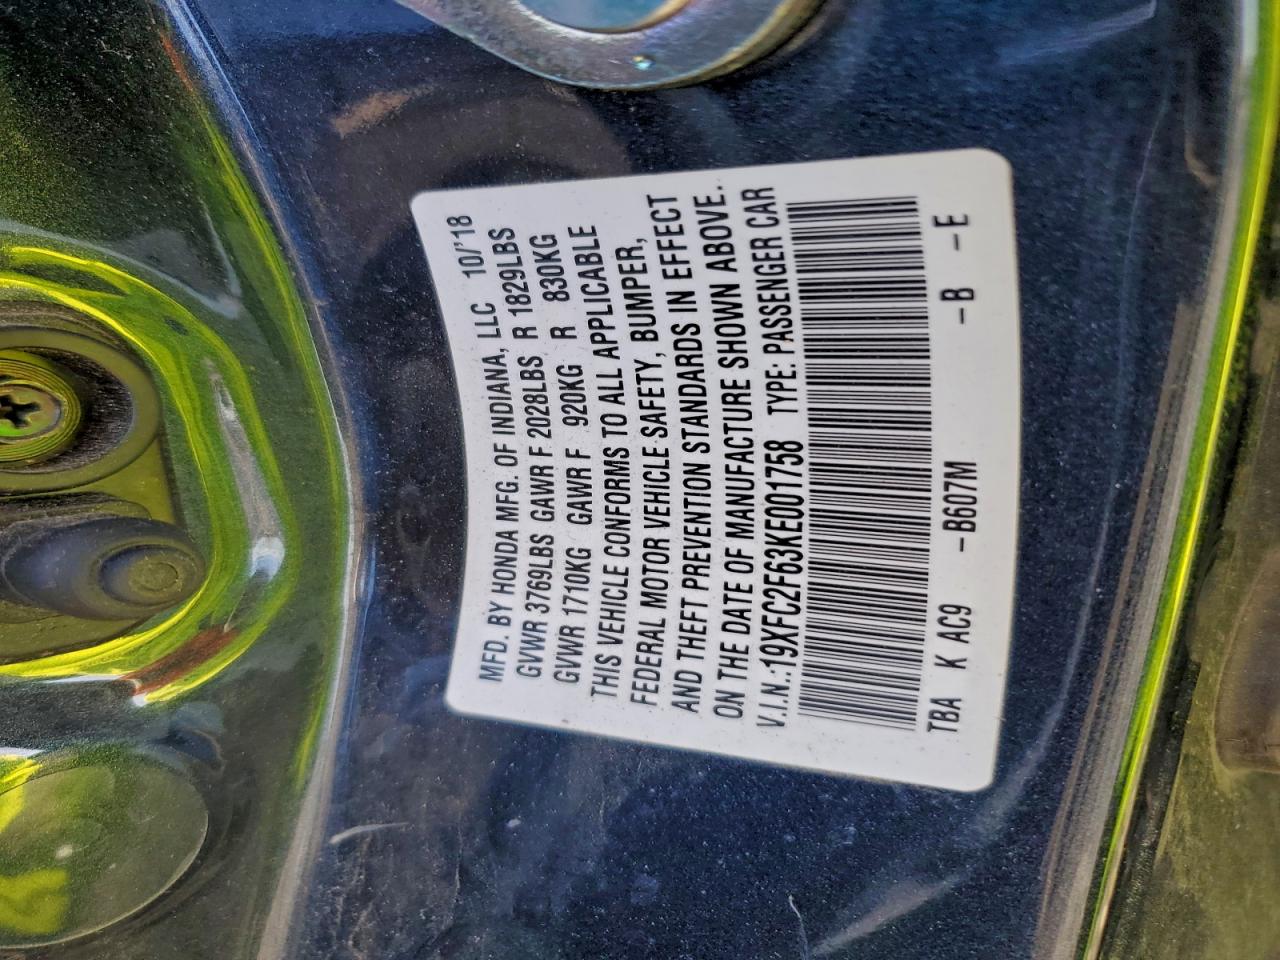 MFD. BY HONDA MFG. OF INDIANA, LLC 10/'18
GVWR 3769LBS GAWR F 2028LBS R 1829LBS
GVWR 1710KG GAWR F 920KG R 830KG
THIS VEHICLE CONFORMS TO ALL APPLICABLE
FEDERAL MOTOR VEHICLE SAFETY, BUMPER,
AND THEFT PREVENTION STANDARDS IN EFFECT
ON THE DATE OF MANUFACTURE SHOWN ABOVE.
V.I.N.:19XFC2F63KE001758 TYPE: PASSENGER CAR
TBA K AC9 -B607M -B -E